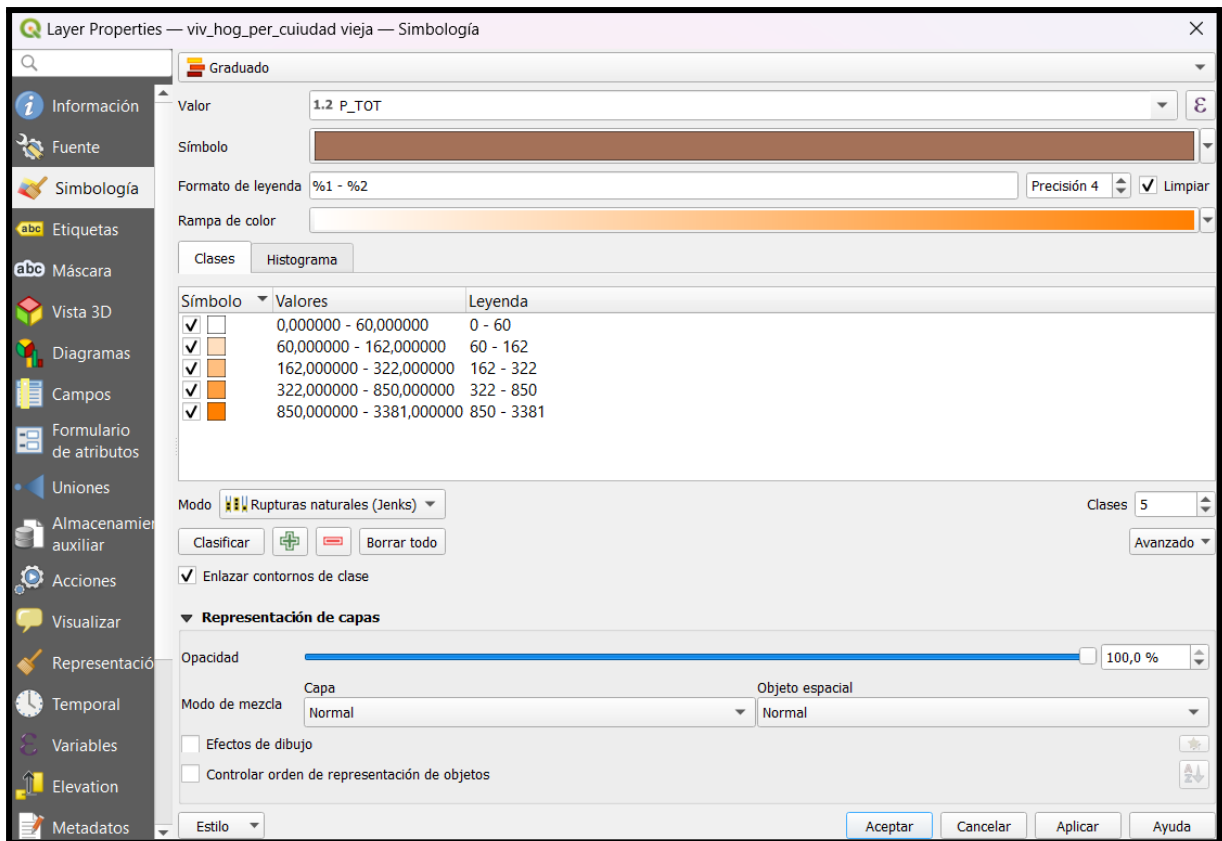 Layer Properties — viv_hog_per_cuiudad vieja — Simbología
Graduado
Información
Fuente
Simbología
Etiquetas
Máscara
Vista 3D
Diagramas
Campos
Formulario
de atributos
Uniones
Almacenamier
auxiliar
Acciones
Visualizar
Representació
Temporal
Variables
Elevation
Metadatos
Valor 1.2 P_TOT ε
Símbolo
Formato de leyenda %1 - %2 Precisión 4 Limpiar
Rampa de color
Clases Histograma
Símbolo Valores Leyenda
0,000000 - 60,000000 0 - 60
60,000000 - 162,000000 60 - 162
162,000000 - 322,000000 162 - 322
322,000000 - 850,000000 322 - 850
850,000000 - 3381,000000 850 - 3381
Modo Rupturas naturales (Jenks) Clases 5
Clasificar Borrar todo Avanzado
Enlazar contornos de clase
Representación de capas
Opacidad 100,0 %
Capa Objeto espacial
Modo de mezcla Normal Normal
Efectos de dibujo
Controlar orden de representación de objetos
Estilo Aceptar Cancelar Aplicar Ayuda